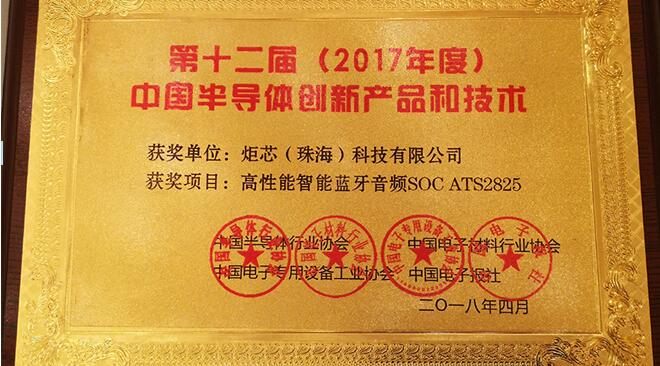 第十二届（2017年度）
中国半导体创新产品和技术
获奖单位：炬芯（珠海）科技有限公司
获奖项目：高性能智能蓝牙音频SOC ATS2825
中国半导体行业协会 中国电子材料行业协会
中国电子专用设备工业协会 中国电子报社
二〇一八年四月